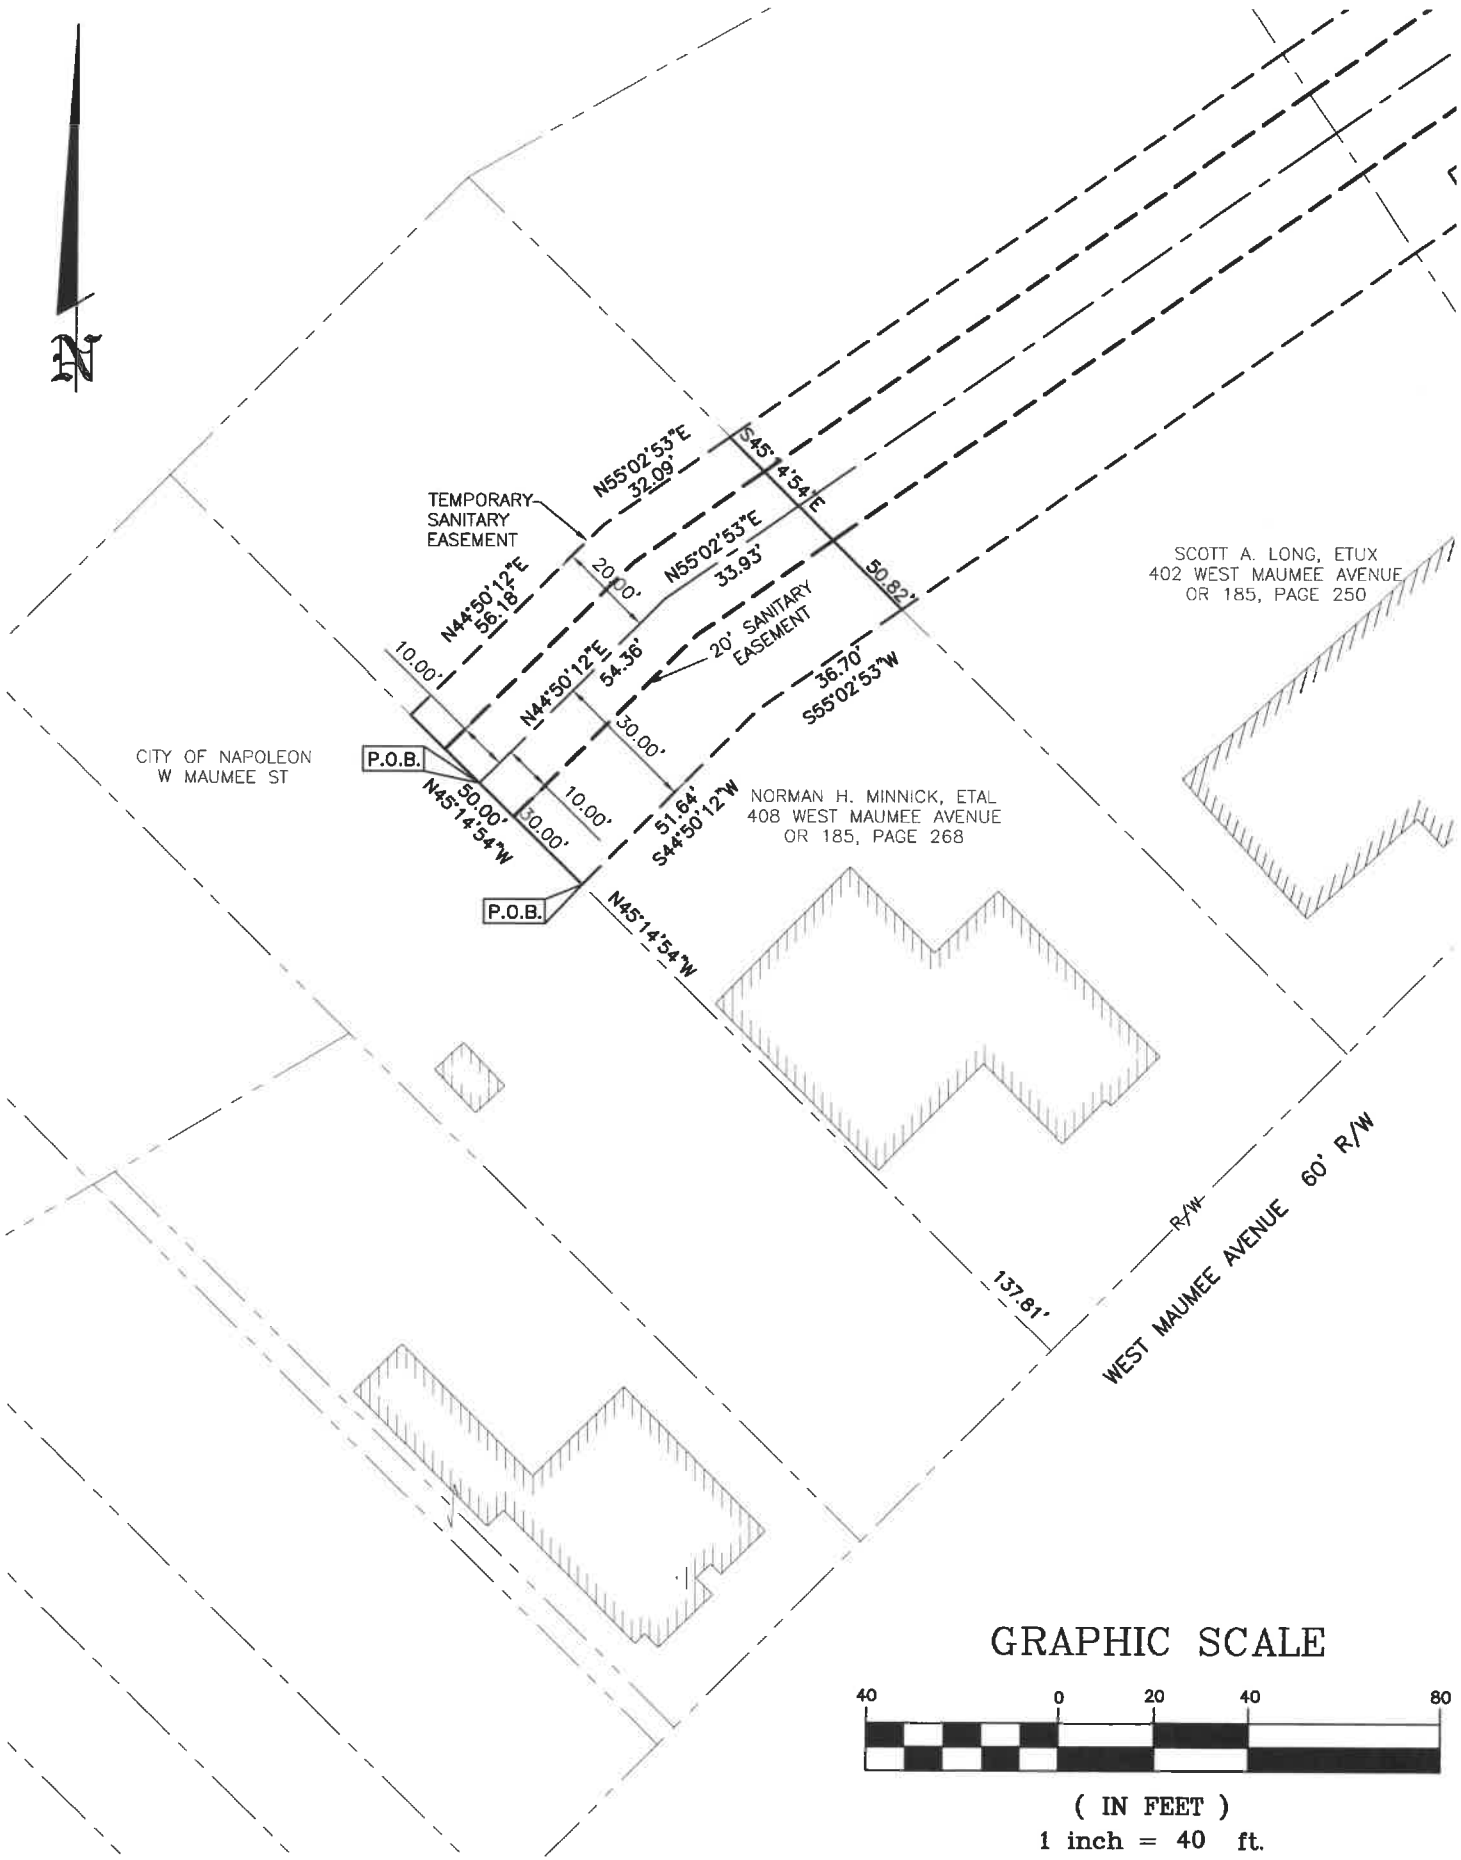 N
N55°02'53"E
32.09'
S45°14'54"E
TEMPORARY
SANITARY
EASEMENT
N44°50'12"E
56.18'
20.00'
N55°02'53"E
33.93'
50.82'
SCOTT A. LONG, ETUX
402 WEST MAUMEE AVENUE
OR 185, PAGE 250
20' SANITARY
EASEMENT
10.00'
N44°50'12"E
54.36'
36.70'
S55°02'53"W
30.00'
CITY OF NAPOLEON
W MAUMEE ST
P.O.B.
50.00'
N45°14'54"W
30.00'
10.00'
51.64'
S44°50'12"W
NORMAN H. MINNICK, ETAL
408 WEST MAUMEE AVENUE
OR 185, PAGE 268
P.O.B.
N45°14'54"W
137.81'
R/W
WEST MAUMEE AVENUE 60' R/W
GRAPHIC SCALE
40 0 20 40 80
( IN FEET )
1 inch = 40 ft.